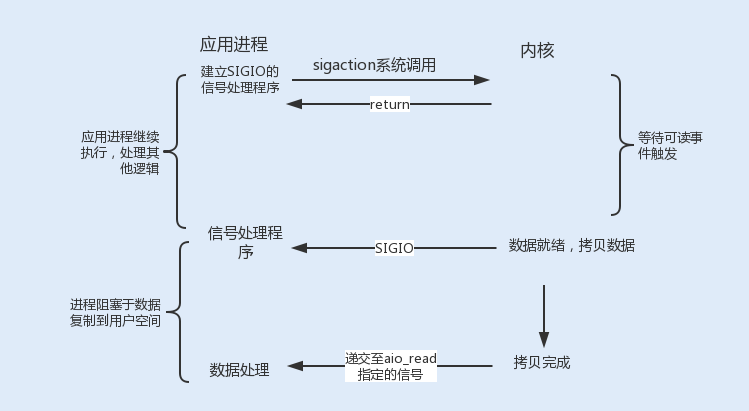 应用进程
内核
建立SIGIO的
信号处理程序
sigaction系统调用
return
应用进程继续
执行，处理其
他逻辑
等待可读事
件触发
信号处理程
序
SIGIO
数据就绪，拷贝数据
进程阻塞于数据
复制到用户空间
数据处理
递交至aio_read
指定的信号
拷贝完成